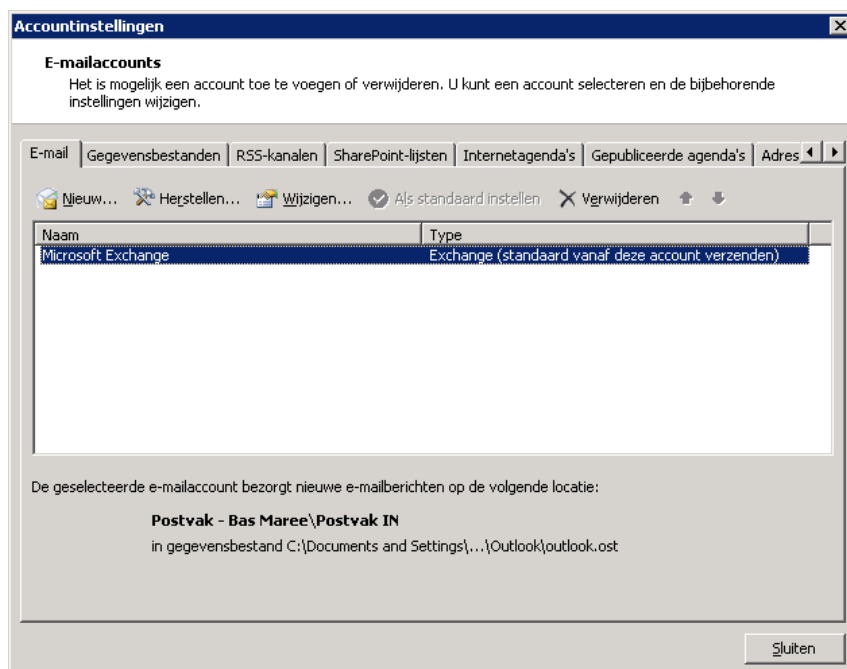 Accountinstellingen
E-mailaccounts
Het is mogelijk een account toe te voegen of verwijderen. U kunt een account selecteren en de bijbehorende
instellingen wijzigen.
E-mail Gegevensbestanden RSS-kanalen SharePoint-lijsten Internetagenda's Gepubliceerde agenda's Adres
Nieuw... Herstellen... Wijzigen... Als standaard instellen Verwijderen
Naam Type
Microsoft Exchange Exchange (standaard vanaf deze account verzenden)
De geselecteerde e-mailaccount bezorgt nieuwe e-mailberichten op de volgende locatie:
Postvak - Bas Maree\Postvak IN
in gegevensbestand C:\Documents and Settings\...\Outlook\outlook.ost
Sluiten